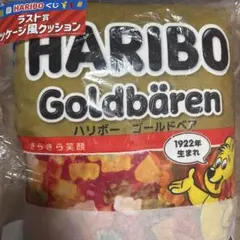 HARIBOくじ
ラスト賞
ッケージ風クッション
HARIBO
Goldbären
ハリボー ゴールドベア
きらきら笑顔
1922年
生まれ